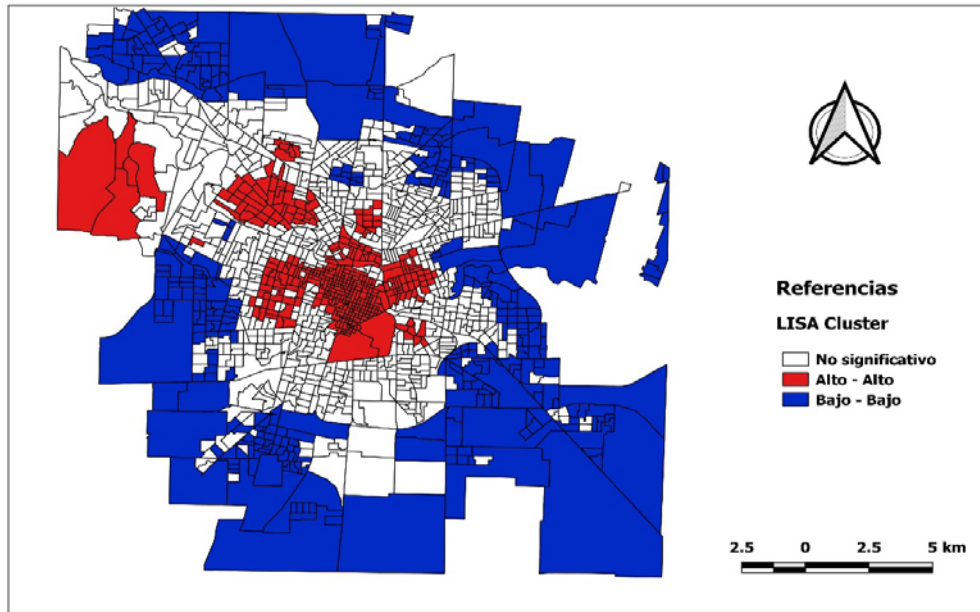 Referencias
LISA Cluster
No significativo
Alto - Alto
Bajo - Bajo
2.5 0 2.5 5 km